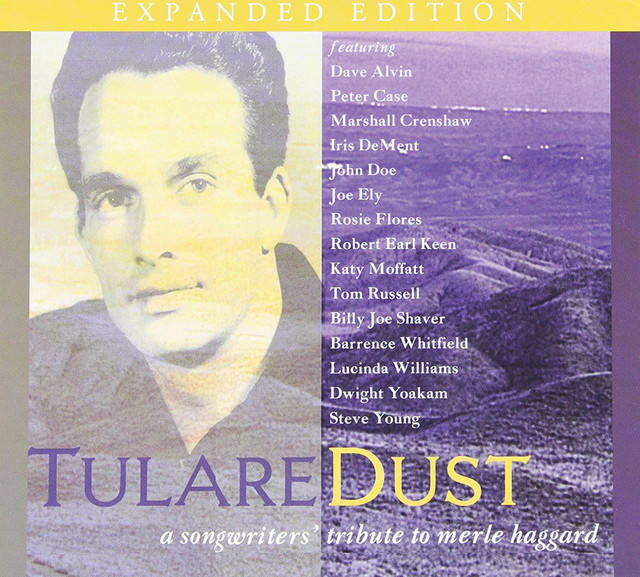 EXPANDED EDITION
featuring
Dave Alvin
Peter Case
Marshall Crenshaw
Iris DeMent
John Doe
Joe Ely
Rosie Flores
Robert Earl Keen
Katy Moffatt
Tom Russell
Billy Joe Shaver
Barrence Whitfield
Lucinda Williams
Dwight Yoakam
Steve Young
TULARE DUST
a songwriters' tribute to merle haggard